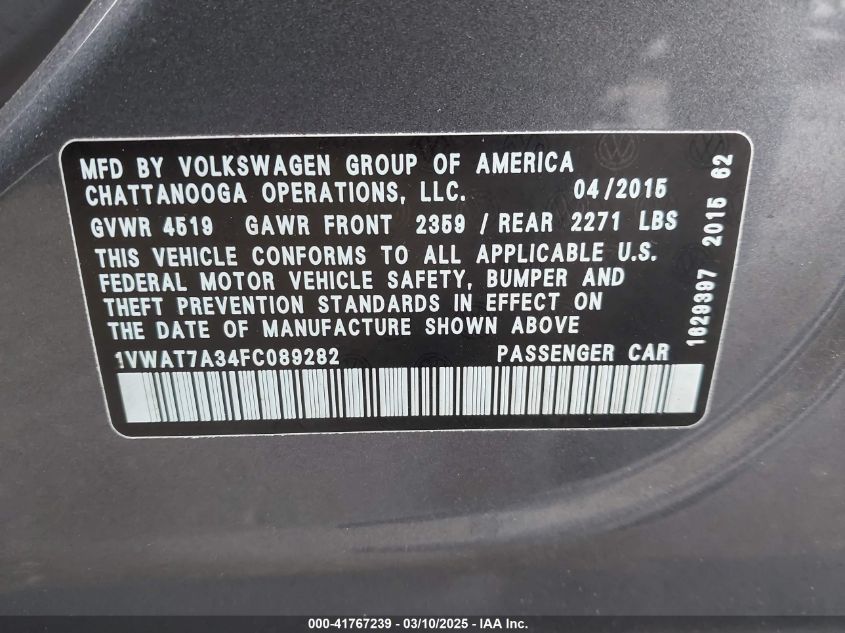 MFD BY VOLKSWAGEN GROUP OF AMERICA
CHATTANOOGA OPERATIONS, LLC. 04/2015
GVWR 4519 GAWR FRONT 2359 / REAR 2271 LBS
THIS VEHICLE CONFORMS TO ALL APPLICABLE U.S.
FEDERAL MOTOR VEHICLE SAFETY, BUMPER AND
THEFT PREVENTION STANDARDS IN EFFECT ON
THE DATE OF MANUFACTURE SHOWN ABOVE
1VWAT7A34FC089282 PASSENGER CAR
1629397 2015 62
000-41767239 / 03/10/2025 - IAA Inc.